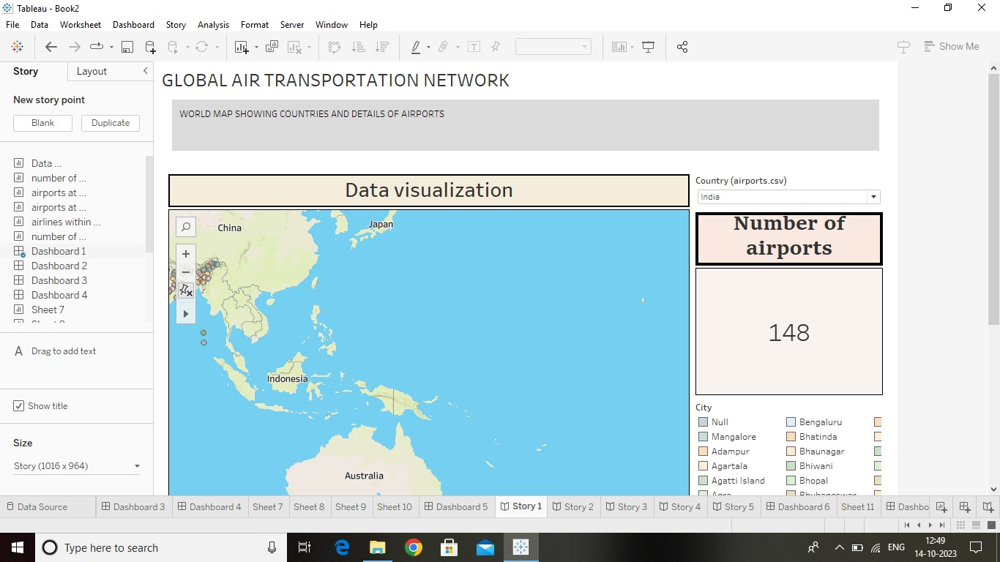 Tableau - Book2
File Data Worksheet Dashboard Story Analysis Format Server Window Help
Show Me
Story Layout
New story point
Blank Duplicate
Data ...
number of ...
airports at ...
airports at ...
airlines within ...
number of ...
Dashboard 1
Dashboard 2
Dashboard 3
Dashboard 4
Sheet 7
A Drag to add text
Show title
Size
Story (1016 x 964)
GLOBAL AIR TRANSPORTATION NETWORK
WORLD MAP SHOWING COUNTRIES AND DETAILS OF AIRPORTS
Data visualization
China
Japan
Indonesia
Australia
Country (airports.csv)
India
Number of
airports
148
City
Null Bengaluru
Mangalore Bhatinda
Adampur Bhaunagar
Agartala Bhiwani
Agatti Island Bhopal
Agra Bhubaneswar
Data Source Dashboard 3 Dashboard 4 Sheet 7 Sheet 8 Sheet 9 Sheet 10 Dashboard 5 Story 1 Story 2 Story 3 Story 4 Story 5 Dashboard 6 Sheet 11 Dashbo
Type here to search
ENG
12:49
14-10-2023